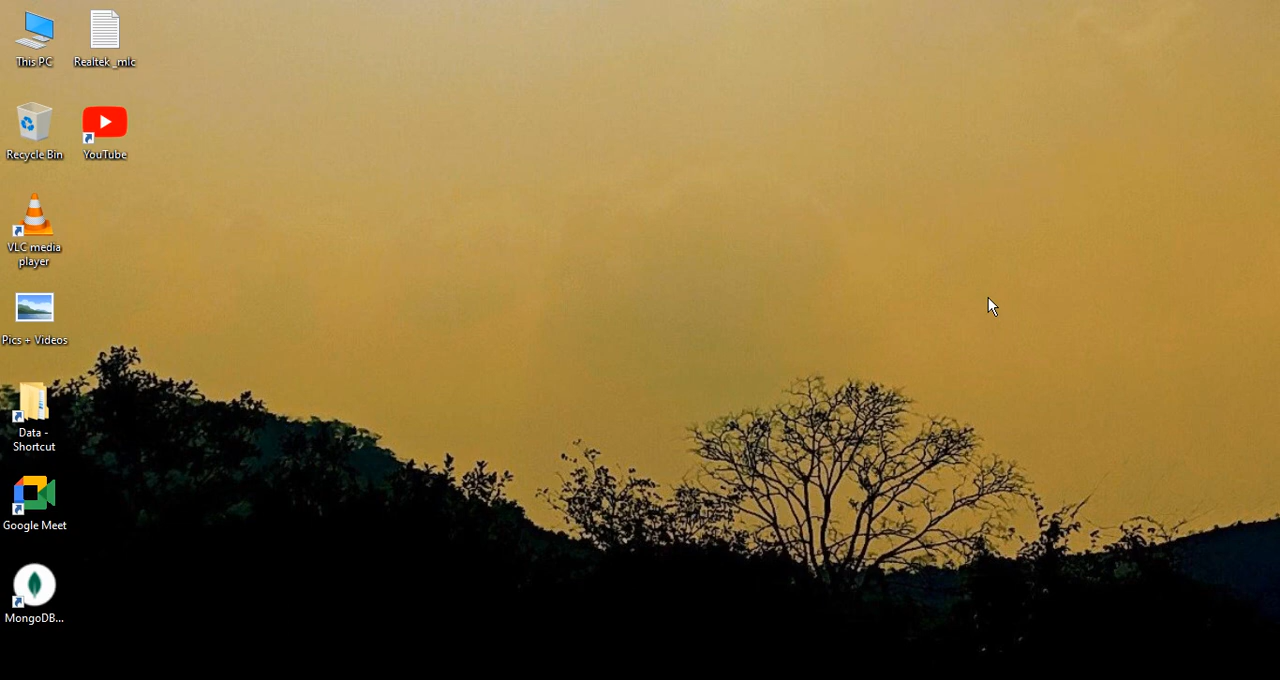 This PC
Realtek _mic
Recycle Bin
YouTube
VLC media
player
Pics + Videos
Data -
Shortcut
Google Meet
MongoDB...